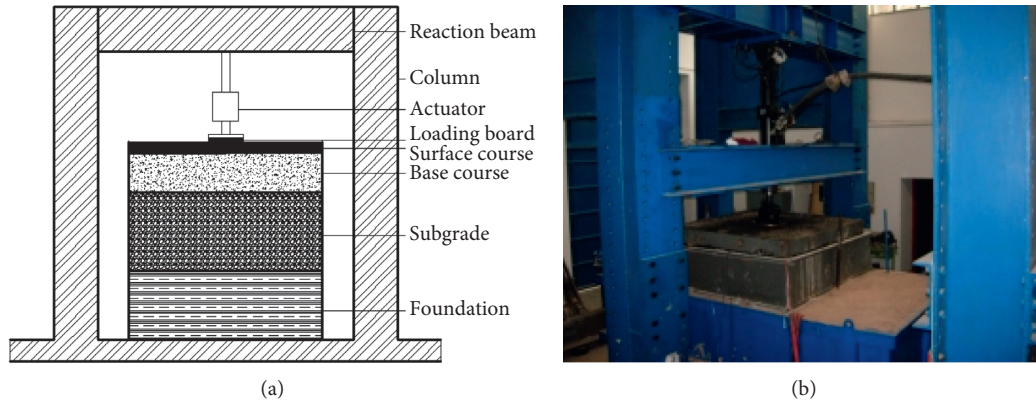 Reaction beam
Column
Actuator
Loading board
Surface course
Base course
Subgrade
Foundation
(a)
(b)